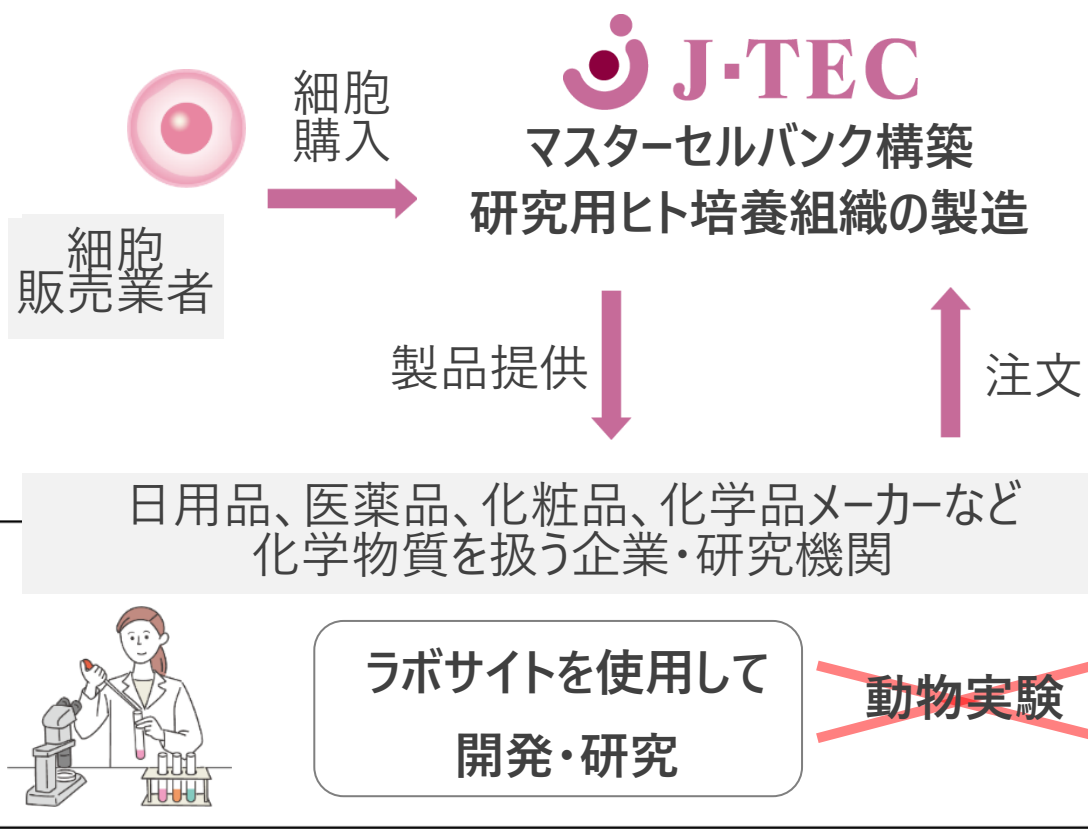 細胞
購入
J-TEC
マスターセルバンク構築
研究用ヒト培養組織の製造
細胞
販売業者
製品提供
注文
日用品、医薬品、化粧品、化学品メーカーなど
化学物質を扱う企業・研究機関
ラボサイトを使用して
開発・研究
動物実験